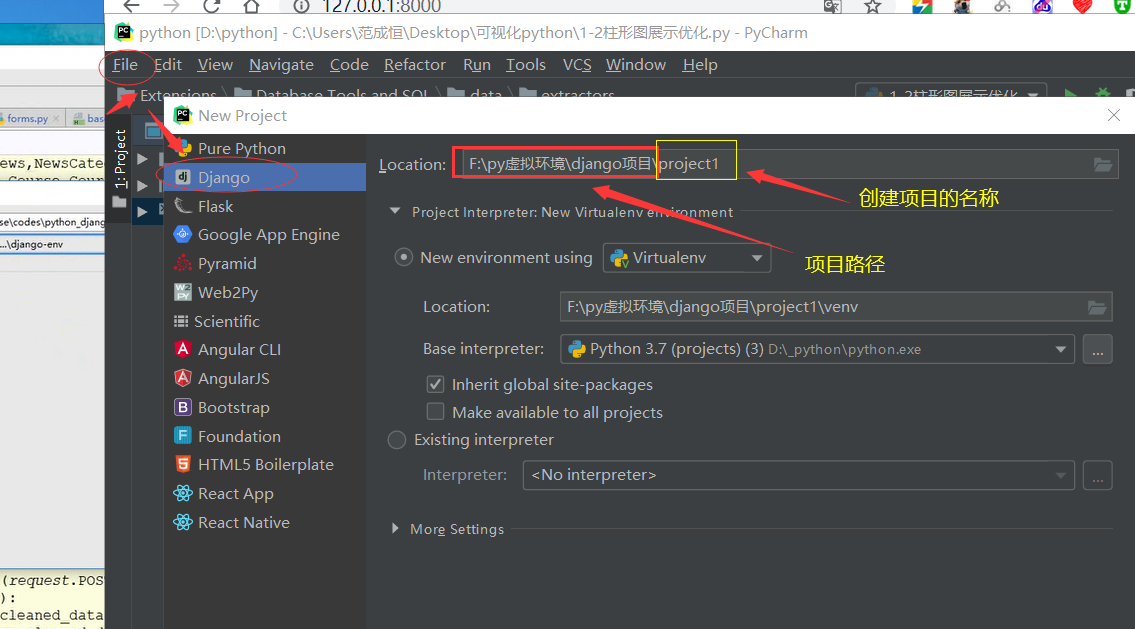 127.0.0.1:8000
python [D:\python] - C:\Users\范成恒\Desktop\可视化python\1-2柱形图展示优化.py - PyCharm
File Edit View Navigate Code Refactor Run Tools VCS Window Help
Extensions Database Tools and SQL data extractors 1-2柱形图展示优化
New Project
forms.py
bas
1: Project
ews,NewsCate
Course Cour
se\codes\python_djang
...\django-env
Pure Python
Django
Flask
Google App Engine
Pyramid
Web2Py
Scientific
Angular CLI
AngularJS
Bootstrap
Foundation
HTML5 Boilerplate
React App
React Native
Location: F:\py虚拟环境\django项目\project1
创建项目的名称
Project Interpreter: New Virtualenv environment
New environment using Virtualenv
项目路径
Location: F:\py虚拟环境\django项目\project1\venv
Base interpreter: Python 3.7 (projects) (3) D:\_python\python.exe ...
Inherit global site-packages
Make available to all projects
Existing interpreter
Interpreter: <No interpreter> ...
More Settings
(request.POS
):
cleaned_data